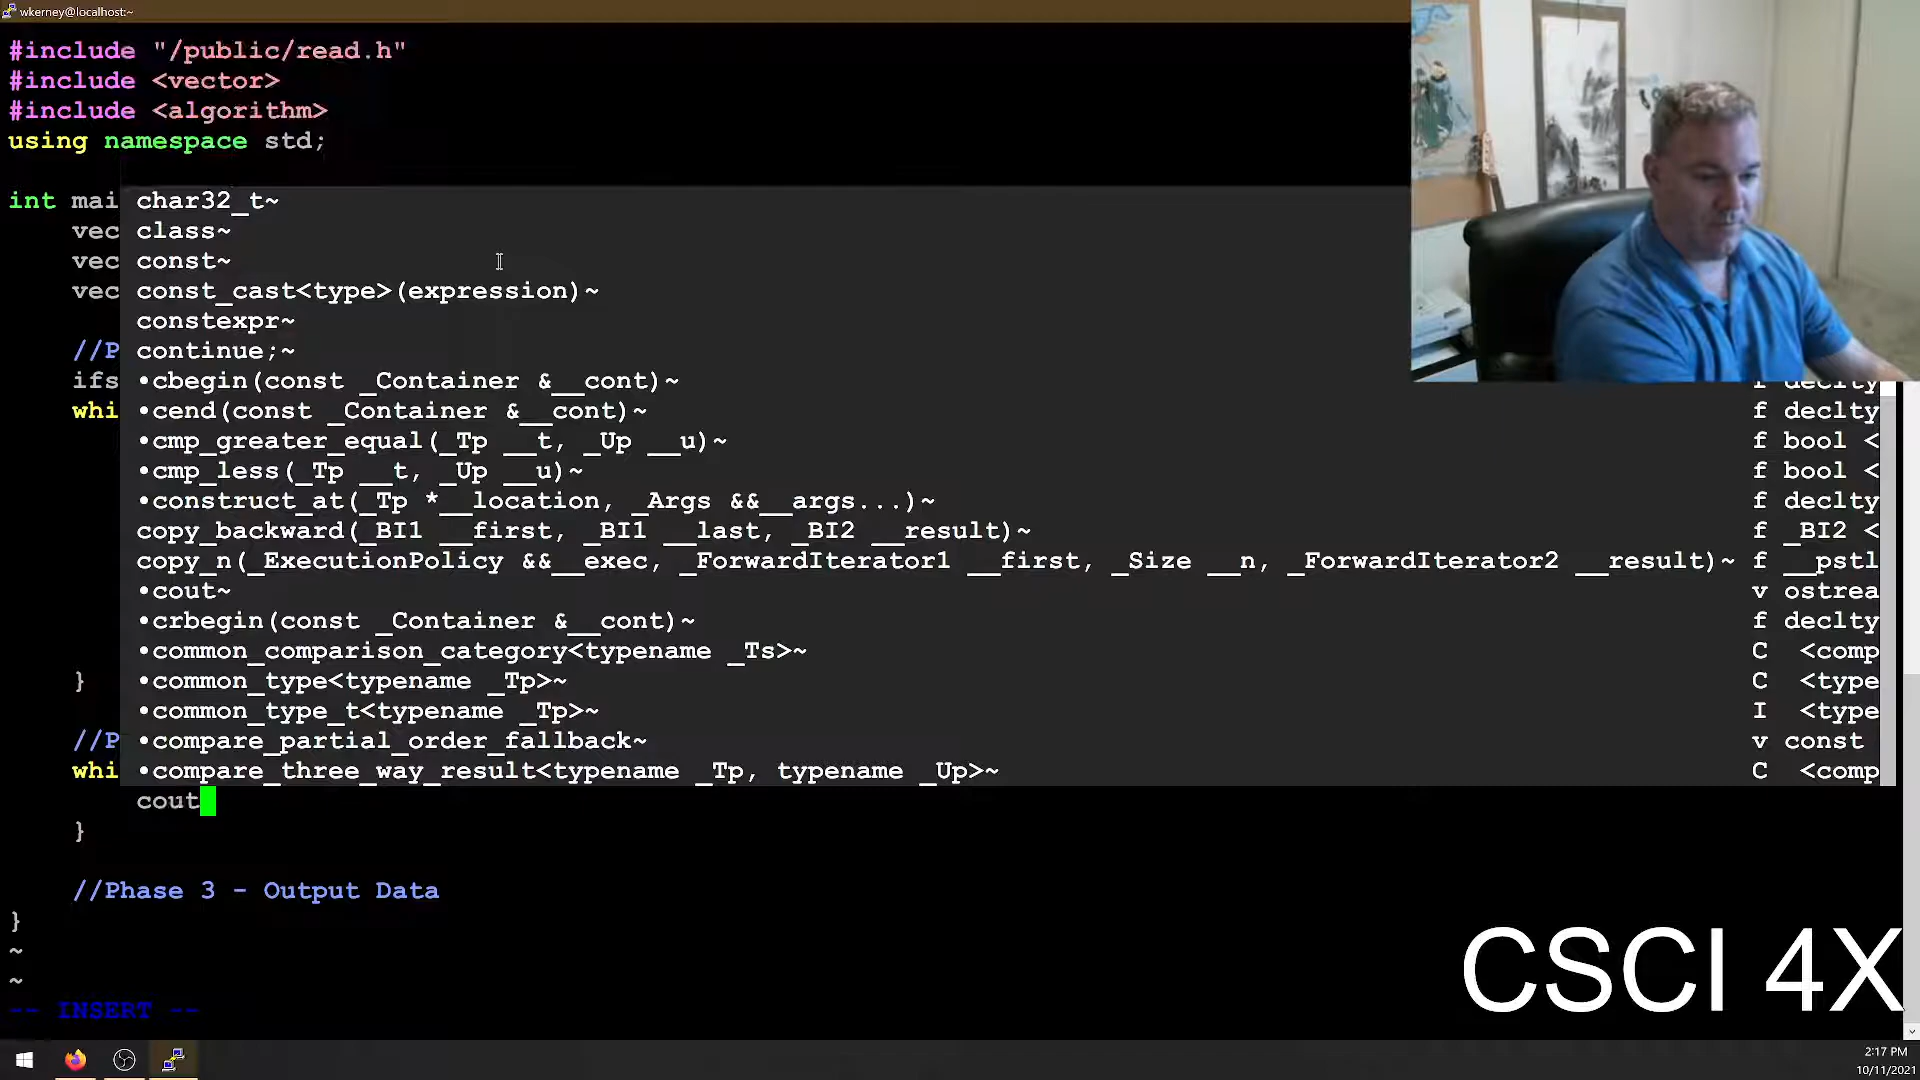 wkerney@localhost:~
#include "/public/read.h"
#include <vector>
#include <algorithm>
using namespace std;
int mai char32_t~
vec class~
vec const~
vec const_cast<type>(expression)~
constexpr~
//P continue;~
ifs •cbegin(const _Container &__cont)~ f declty
whi •cend(const _Container &__cont)~ f declty
•cmp_greater_equal(_Tp __t, _Up __u)~ f bool <
•cmp_less(_Tp __t, _Up __u)~ f bool <
•construct_at(_Tp *__location, _Args &&__args...)~ f declty
copy_backward(_BI1 __first, _BI1 __last, _BI2 __result)~ f _BI2 <
copy_n(_ExecutionPolicy &&__exec, _ForwardIterator1 __first, _Size __n, _ForwardIterator2 __result)~ f __pstl
•cout~ v ostrea
•crbegin(const _Container &__cont)~ f declty
•common_comparison_category<typename _Ts>~ C <comp
} •common_type<typename _Tp>~ C <type
•common_type_t<typename _Tp>~ I <type
//P •compare_partial_order_fallback~ v const
whi •compare_three_way_result<typename _Tp, typename _Up>~ C <comp
cout
}
//Phase 3 - Output Data
}
~
~
-- INSERT --
CSCI 4X
2:17 PM
10/11/2021